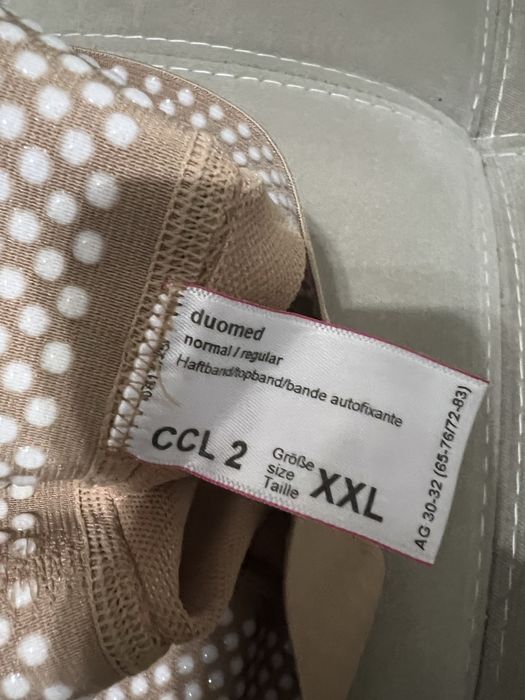 duomed
normal / regular
Haftband/topband/bande autofixante
CCL 2
Größe
size
Taille
XXL
AG 30-32 (65-76/72-83)